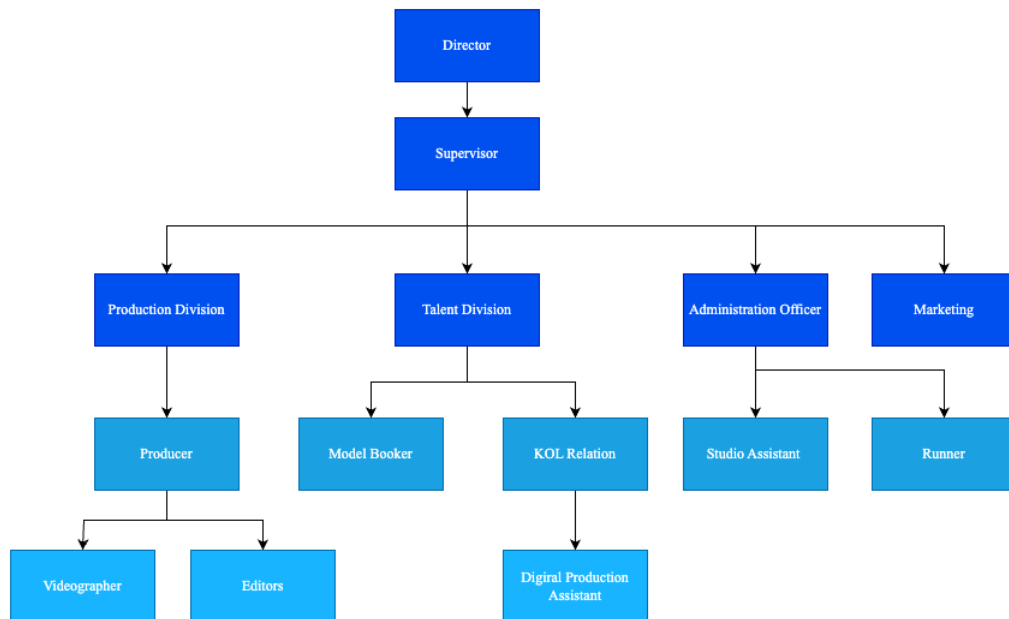 Director
Supervisor
Production Division
Talent Division
Administration Officer
Marketing
Producer
Model Booker
KOL Relation
Studio Assistant
Runner
Videographer
Editors
Digiral Production
Assistant